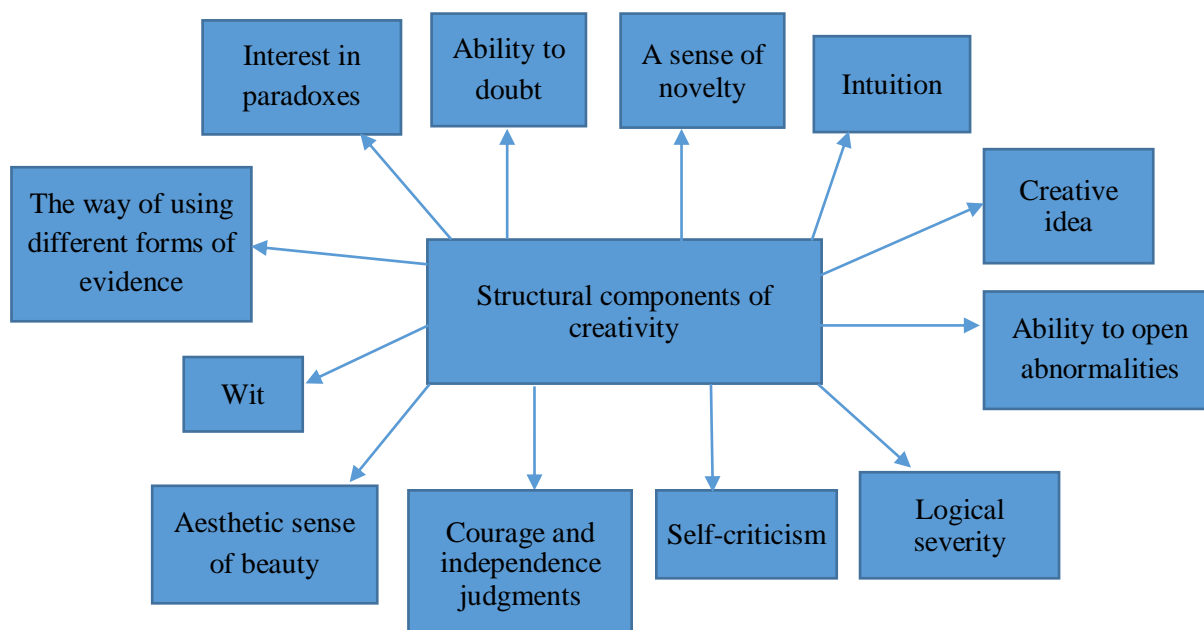 Interest in
paradoxes
Ability to
doubt
A sense of
novelty
Intuition
The way of using
different forms of
evidence
Creative
idea
Structural components of
creativity
Ability to open
abnormalities
Wit
Aesthetic sense
of beauty
Courage and
independence
judgments
Self-criticism
Logical
severity